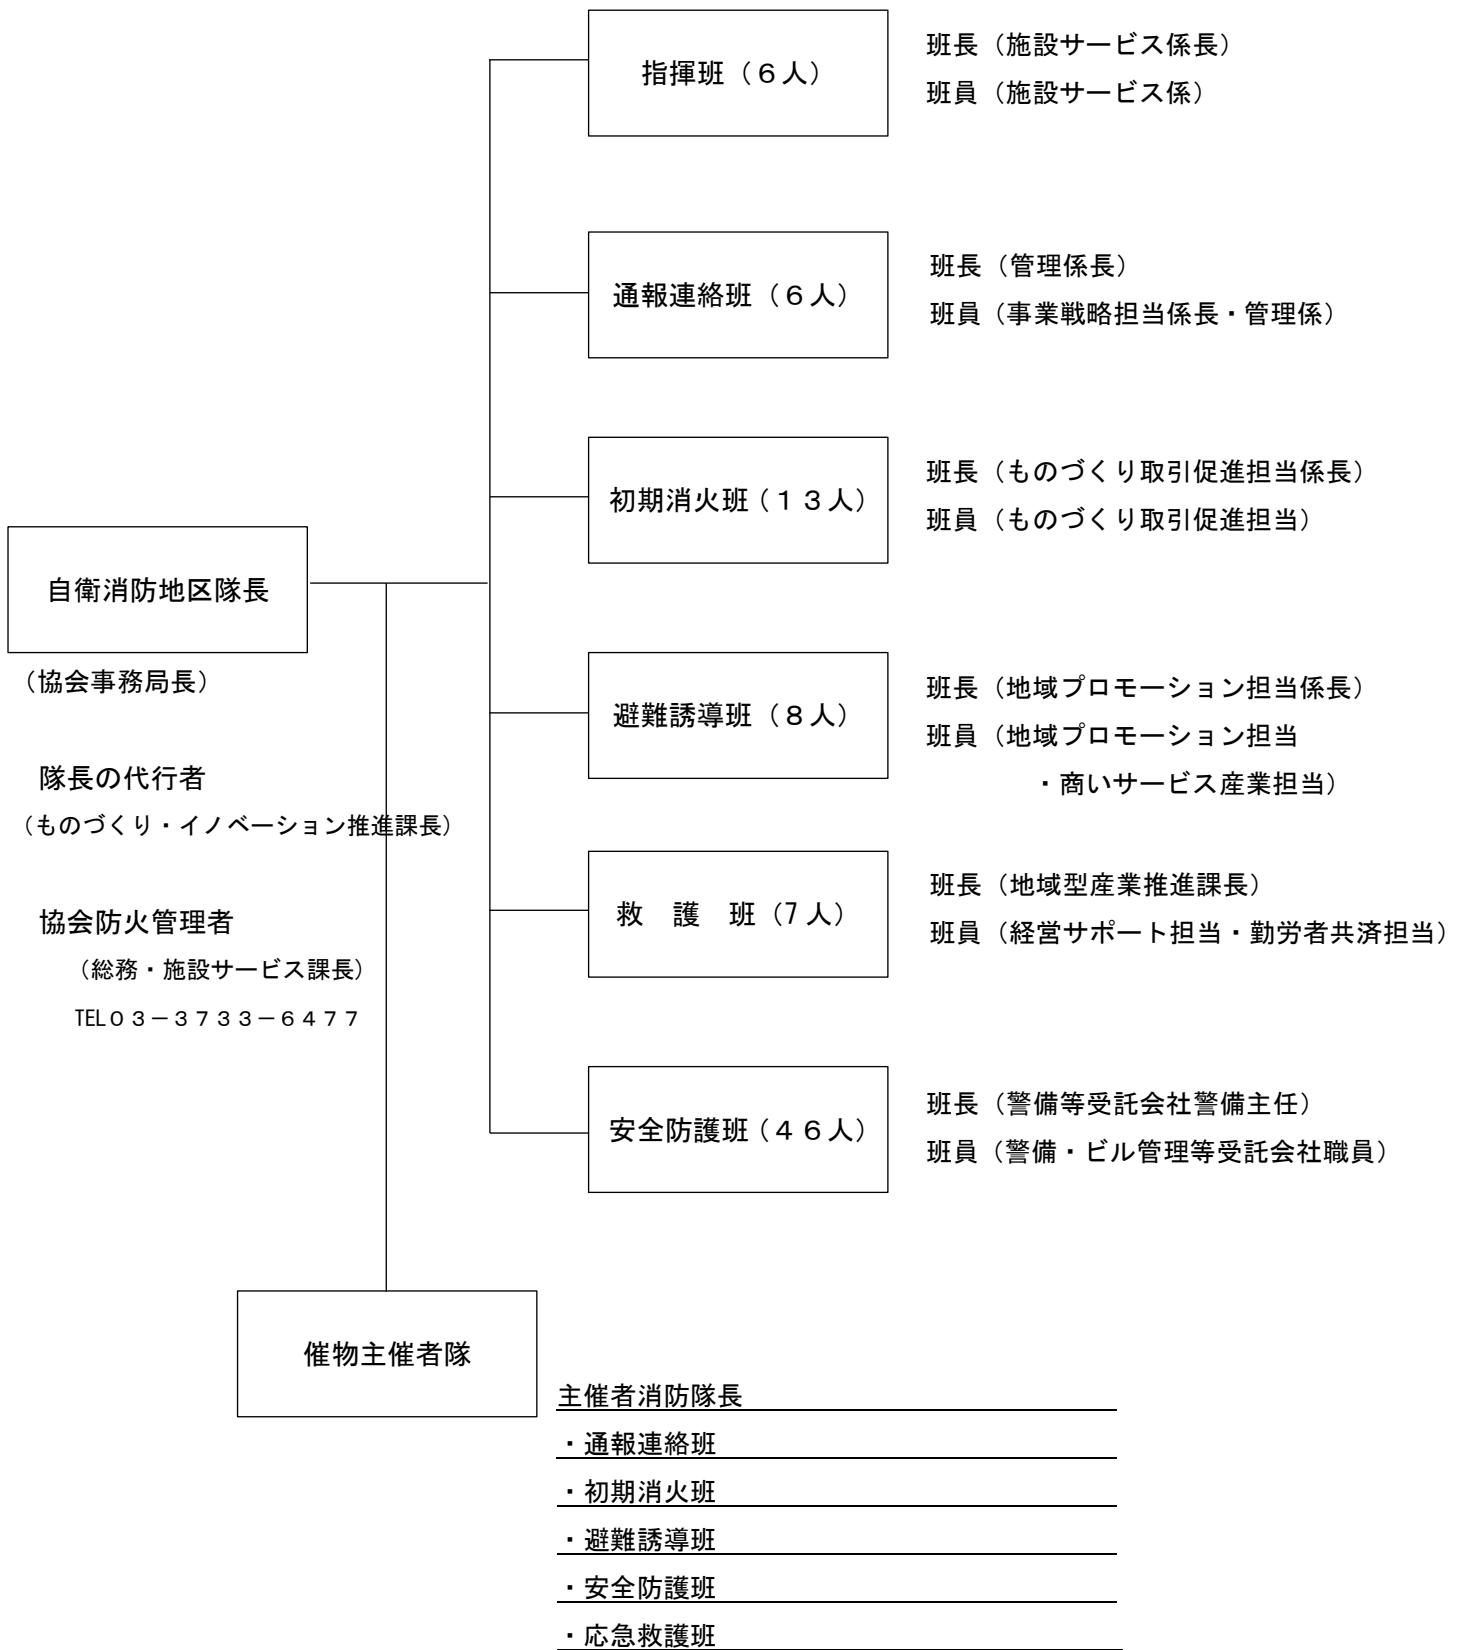 指揮班（６人）
班長（施設サービス係長）
班員（施設サービス係）
通報連絡班（６人）
班長（管理係長）
班員（事業戦略担当係長・管理係）
初期消火班（１３人）
班長（ものづくり取引促進担当係長）
班員（ものづくり取引促進担当）
自衛消防地区隊長
（協会事務局長）
隊長の代行者
（ものづくり・イノベーション推進課長）
協会防火管理者
（総務・施設サービス課長）
TEL０３－３７３３－６４７７
避難誘導班（８人）
班長（地域プロモーション担当係長）
班員（地域プロモーション担当
・商いサービス産業担当）
救　護　班（7人）
班長（地域型産業推進課長）
班員（経営サポート担当・勤労者共済担当）
安全防護班（４６人）
班長（警備等受託会社警備主任）
班員（警備・ビル管理等受託会社職員）
催物主催者隊
主催者消防隊長
・通報連絡班
・初期消火班
・避難誘導班
・安全防護班
・応急救護班